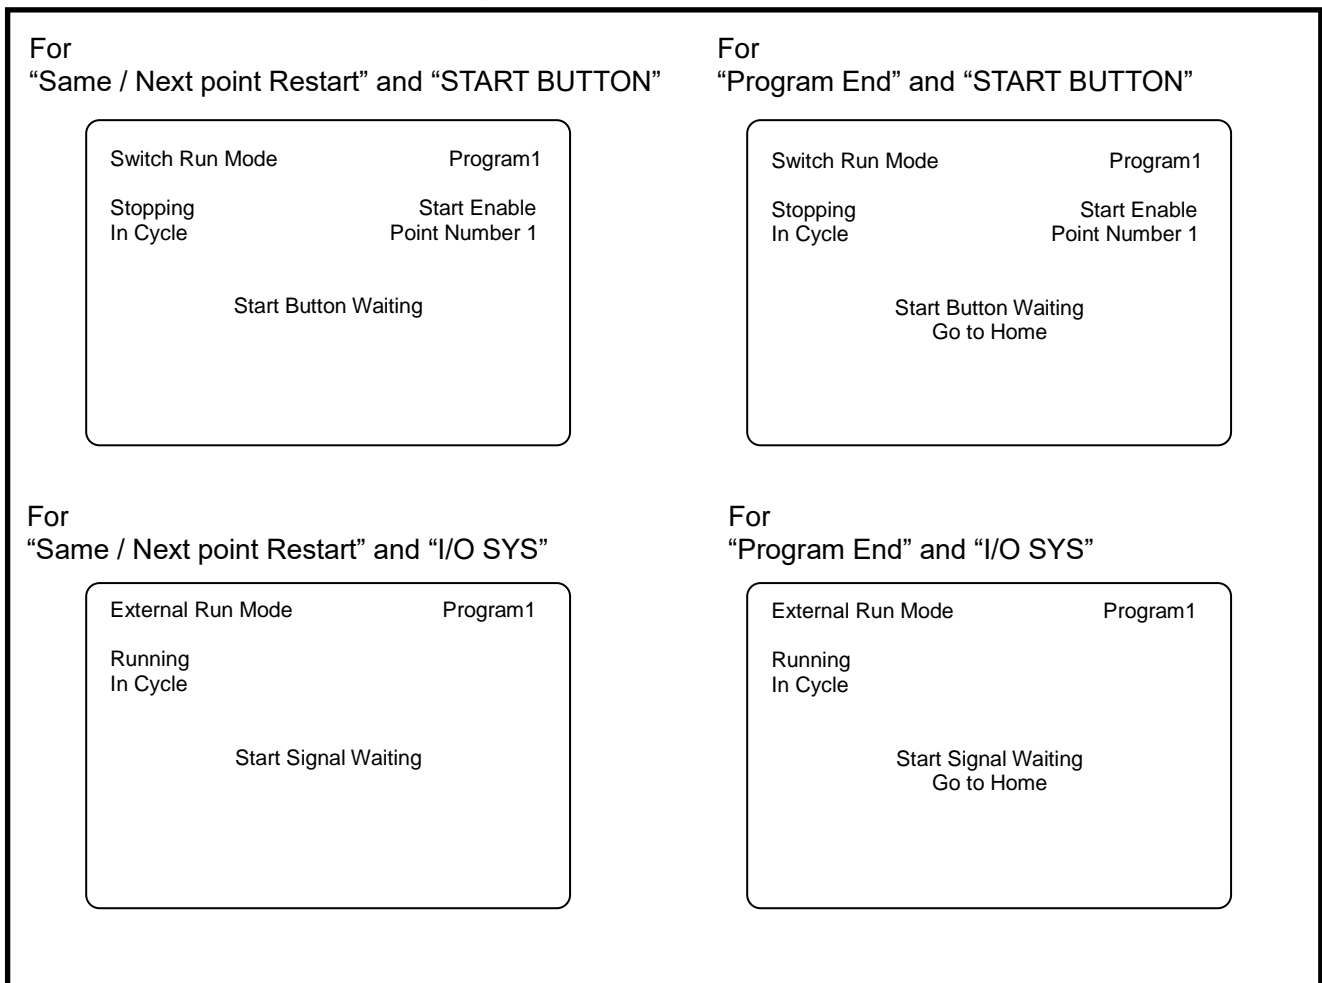 For
“Same / Next point Restart” and “START BUTTON”
Switch Run Mode Program1
Stopping Start Enable
In Cycle Point Number 1
Start Button Waiting
For
“Program End” and “START BUTTON”
Switch Run Mode Program1
Stopping Start Enable
In Cycle Point Number 1
Start Button Waiting
Go to Home
For
“Same / Next point Restart” and “I/O SYS”
External Run Mode Program1
Running
In Cycle
Start Signal Waiting
For
“Program End” and “I/O SYS”
External Run Mode Program1
Running
In Cycle
Start Signal Waiting
Go to Home